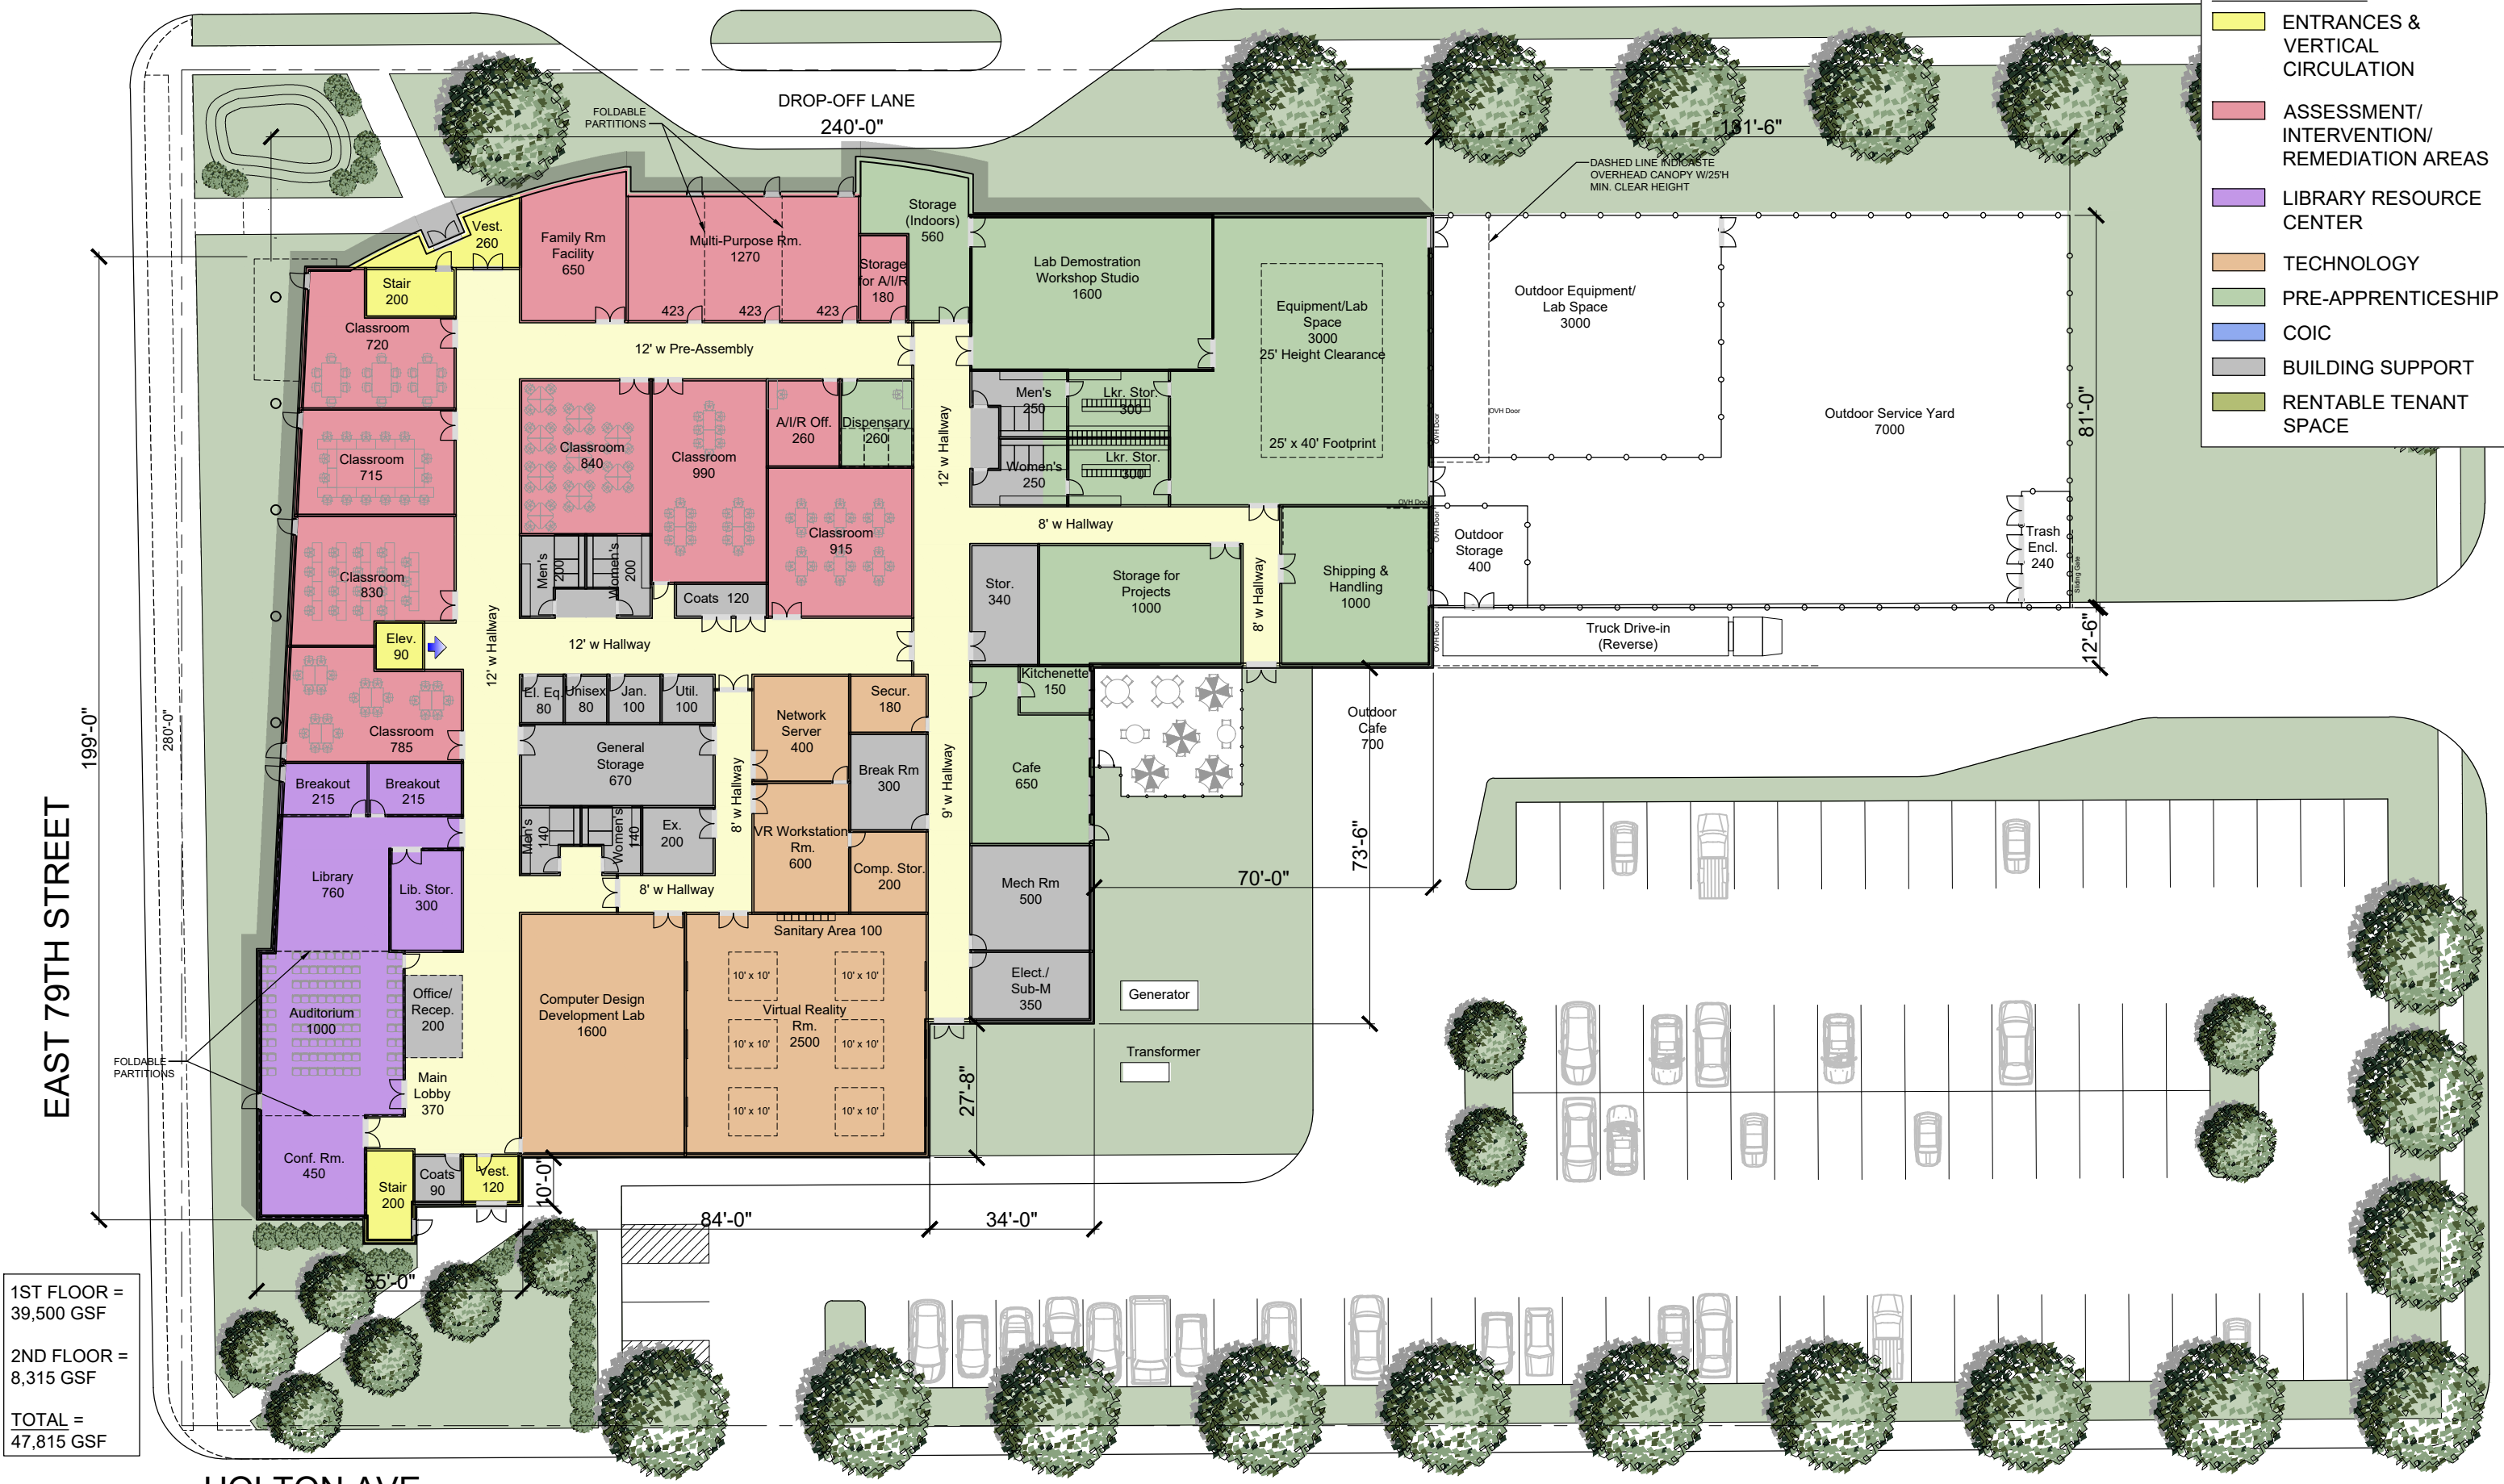 ENTRANCES &
VERTICAL
CIRCULATION
ASSESSMENT/
INTERVENTION/
REMEDIATION AREAS
LIBRARY RESOURCE
CENTER
TECHNOLOGY
PRE-APPRENTICESHIP
COIC
BUILDING SUPPORT
RENTABLE TENANT
SPACE
DROP-OFF LANE
240'-0"
181'-6"
FOLDABLE
PARTITIONS
DASHED LINE INDICASTE
OVERHEAD CANOPY W/25'H
MIN. CLEAR HEIGHT
Vest.
260
Family Rm
Facility
650
Multi-Purpose Rm.
1270
423
423
423
Storage
for A/I/R
180
Storage
(Indoors)
560
Lab Demostration
Workshop Studio
1600
Equipment/Lab
Space
3000
25' Height Clearance
25' x 40' Footprint
Outdoor Equipment/
Lab Space
3000
Outdoor Service Yard
7000
81'-0"
Stair
200
Classroom
720
12' w Pre-Assembly
Classroom
715
Classroom
840
Classroom
990
A/I/R Off.
260
Dispensary
260
12' w Hallway
Men's
250
Lkr. Stor.
300
Women's
250
Lkr. Stor.
300
OVH Door
OVH Door
OVH Door
OVH Door
OVH Door
Classroom
830
Men's
200
Women's
200
Coats 120
Classroom
915
8' w Hallway
Stor.
340
Storage for
Projects
1000
8' w Hallway
Shipping &
Handling
1000
Outdoor
Storage
400
Trash
Encl.
240
Sliding Gate
Truck Drive-in
(Reverse)
12'-6"
Elev.
90
12' w Hallway
12' w Hallway
199'-0"
280'-0"
EAST 79TH STREET
Classroom
785
El. Eq.
80
Unisex
80
Jan.
100
Util.
100
Network
Server
400
Secur.
180
Kitchenette
150
Outdoor
Cafe
700
General
Storage
670
8' w Hallway
Break Rm
300
9' w Hallway
Cafe
650
Breakout
215
Breakout
215
Men's
140
Women's
140
Ex.
200
VR Workstation
Rm.
600
Comp. Stor.
200
73'-6"
70'-0"
Library
760
Lib. Stor.
300
8' w Hallway
Mech Rm
500
Sanitary Area 100
Auditorium
1000
Office/
Recep.
200
Computer Design
Development Lab
1600
10' x 10'
10' x 10'
Virtual Reality
Rm.
2500
10' x 10'
10' x 10'
10' x 10'
10' x 10'
Elect./
Sub-M
350
Generator
Transformer
FOLDABLE
PARTITIONS
Main
Lobby
370
27'-8"
Conf. Rm.
450
Stair
200
Coats
90
Vest.
120
10'-0"
84'-0"
34'-0"
55'-0"
1ST FLOOR =
39,500 GSF
2ND FLOOR =
8,315 GSF
TOTAL =
47,815 GSF
HOLTON AVE